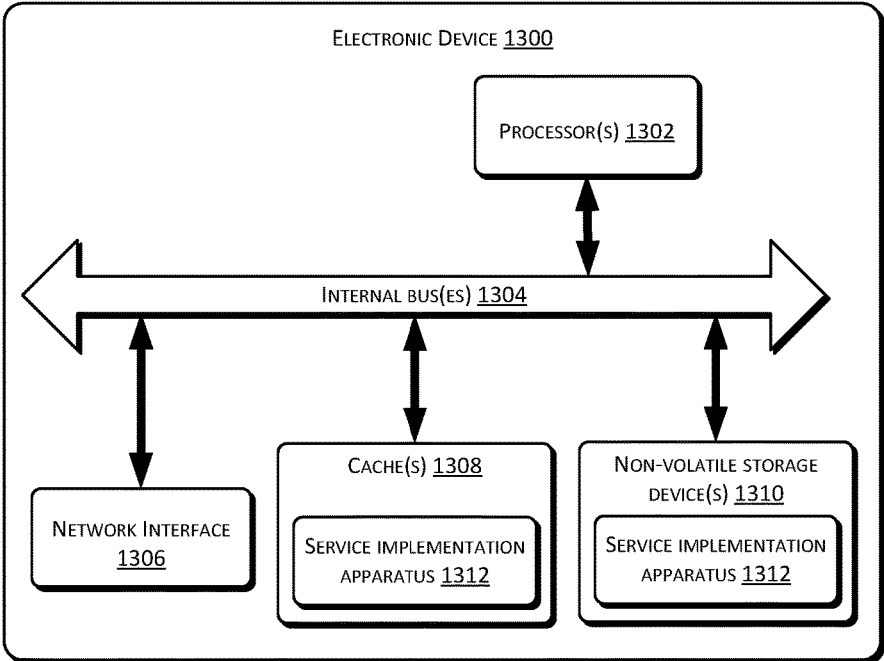 Electronic Device 1300
Processor(s) 1302
Internal bus(es) 1304
Network Interface
1306
Cache(s) 1308
Service implementation
apparatus 1312
Non-volatile storage
device(s) 1310
Service implementation
apparatus 1312